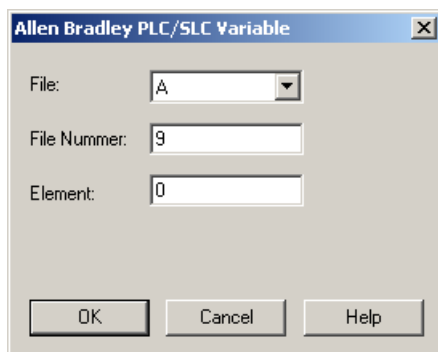 Allen Bradley PLC/SLC Variable
File: A
File Nummer: 9
Element: 0
OK Cancel Help